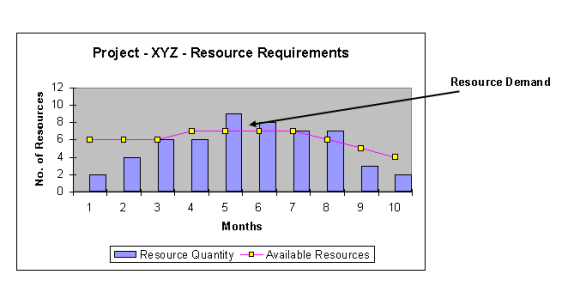 Project - XYZ - Resource Requirements
Resource Demand
No. of Resources
12
10
8
6
4
2
0
1 2 3 4 5 6 7 8 9 10
Months
Resource Quantity Available Resources